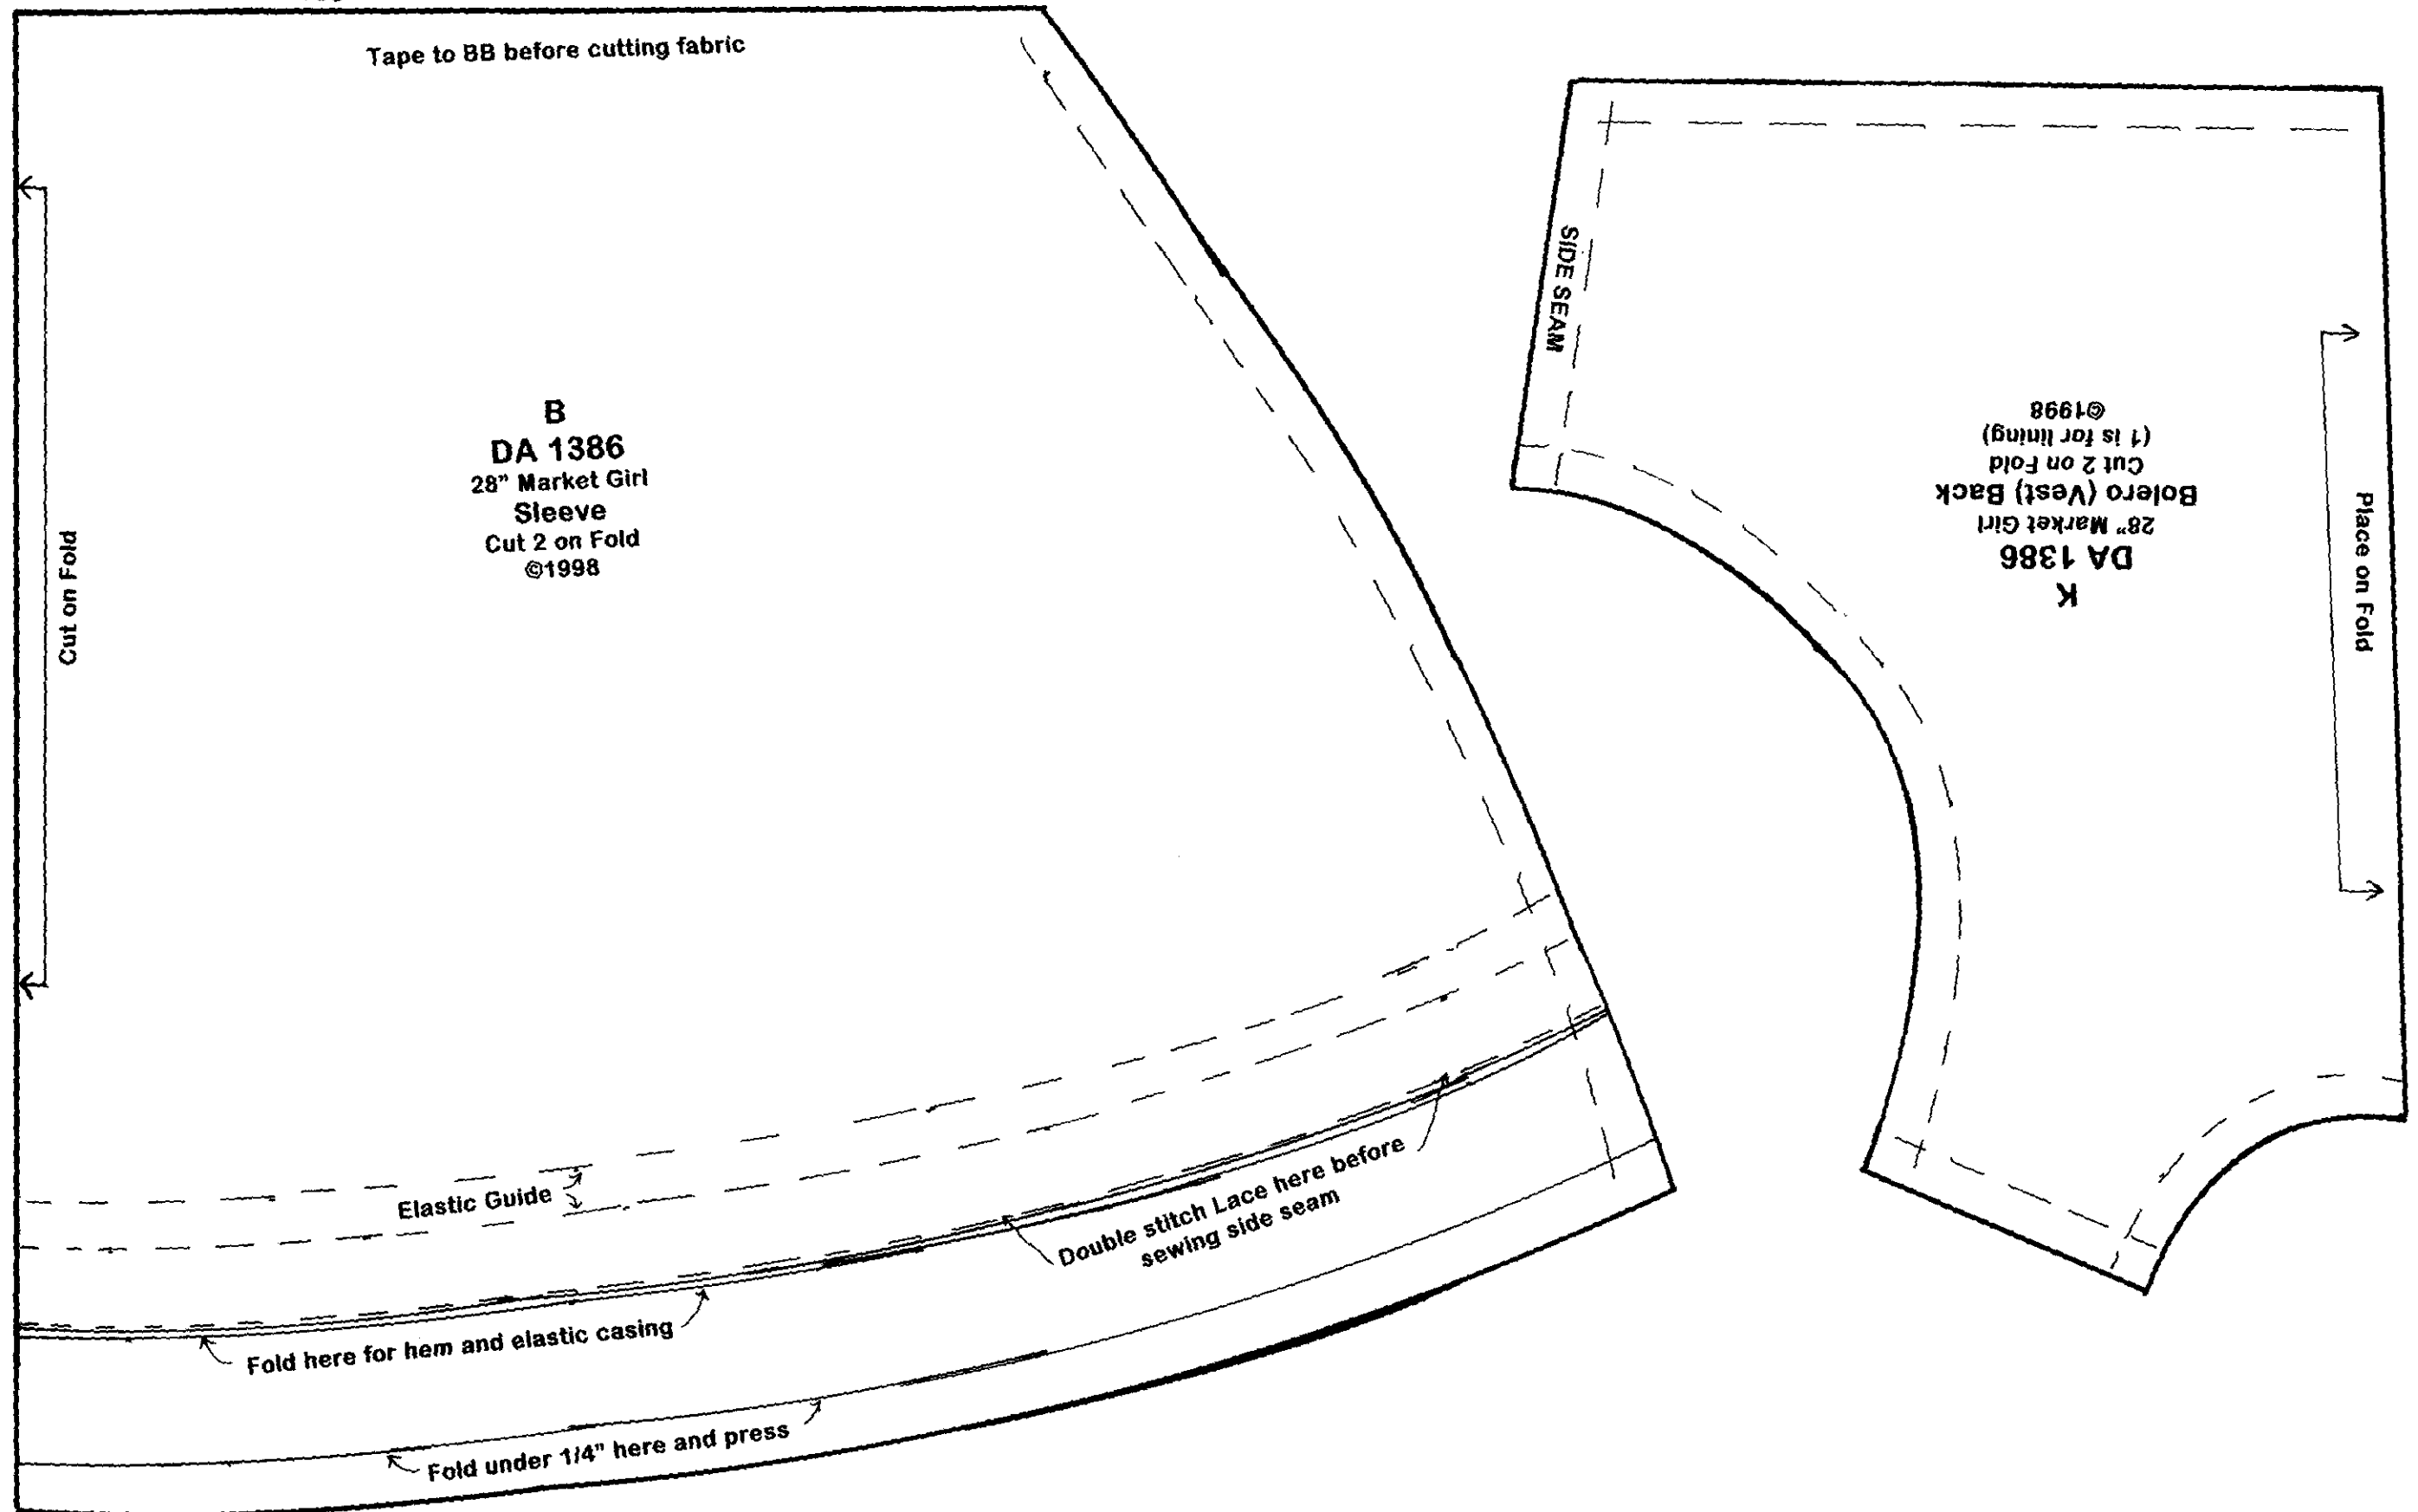 Tape to BB before cutting fabric
Cut on Fold
B
DA 1386
28” Market Girl
Sleeve
Cut 2 on Fold
©1998
Elastic Guide
Double stitch Lace here before
sewing side seam
Fold here for hem and elastic casing
Fold under 1/4” here and press
SIDE SEAM
K
DA 1386
28” Market Girl
Bolero (Vest) Back
Cut 2 on Fold
(1 is for lining)
©1998
Place on Fold